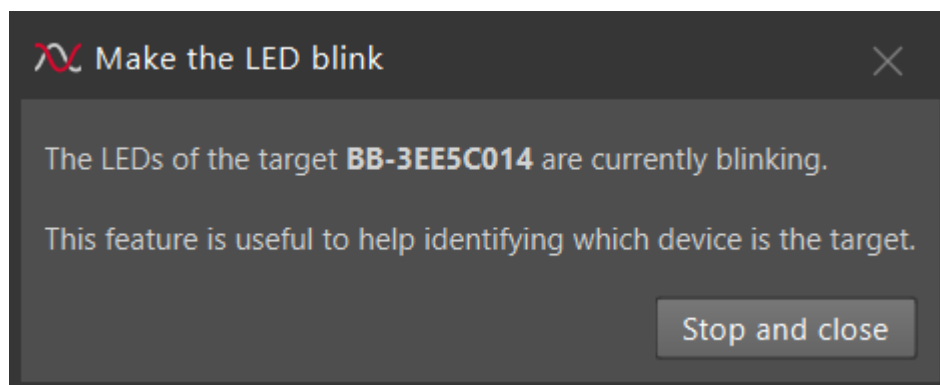 Make the LED blink
The LEDs of the target BB-3EE5C014 are currently blinking.
This feature is useful to help identifying which device is the target.
Stop and close